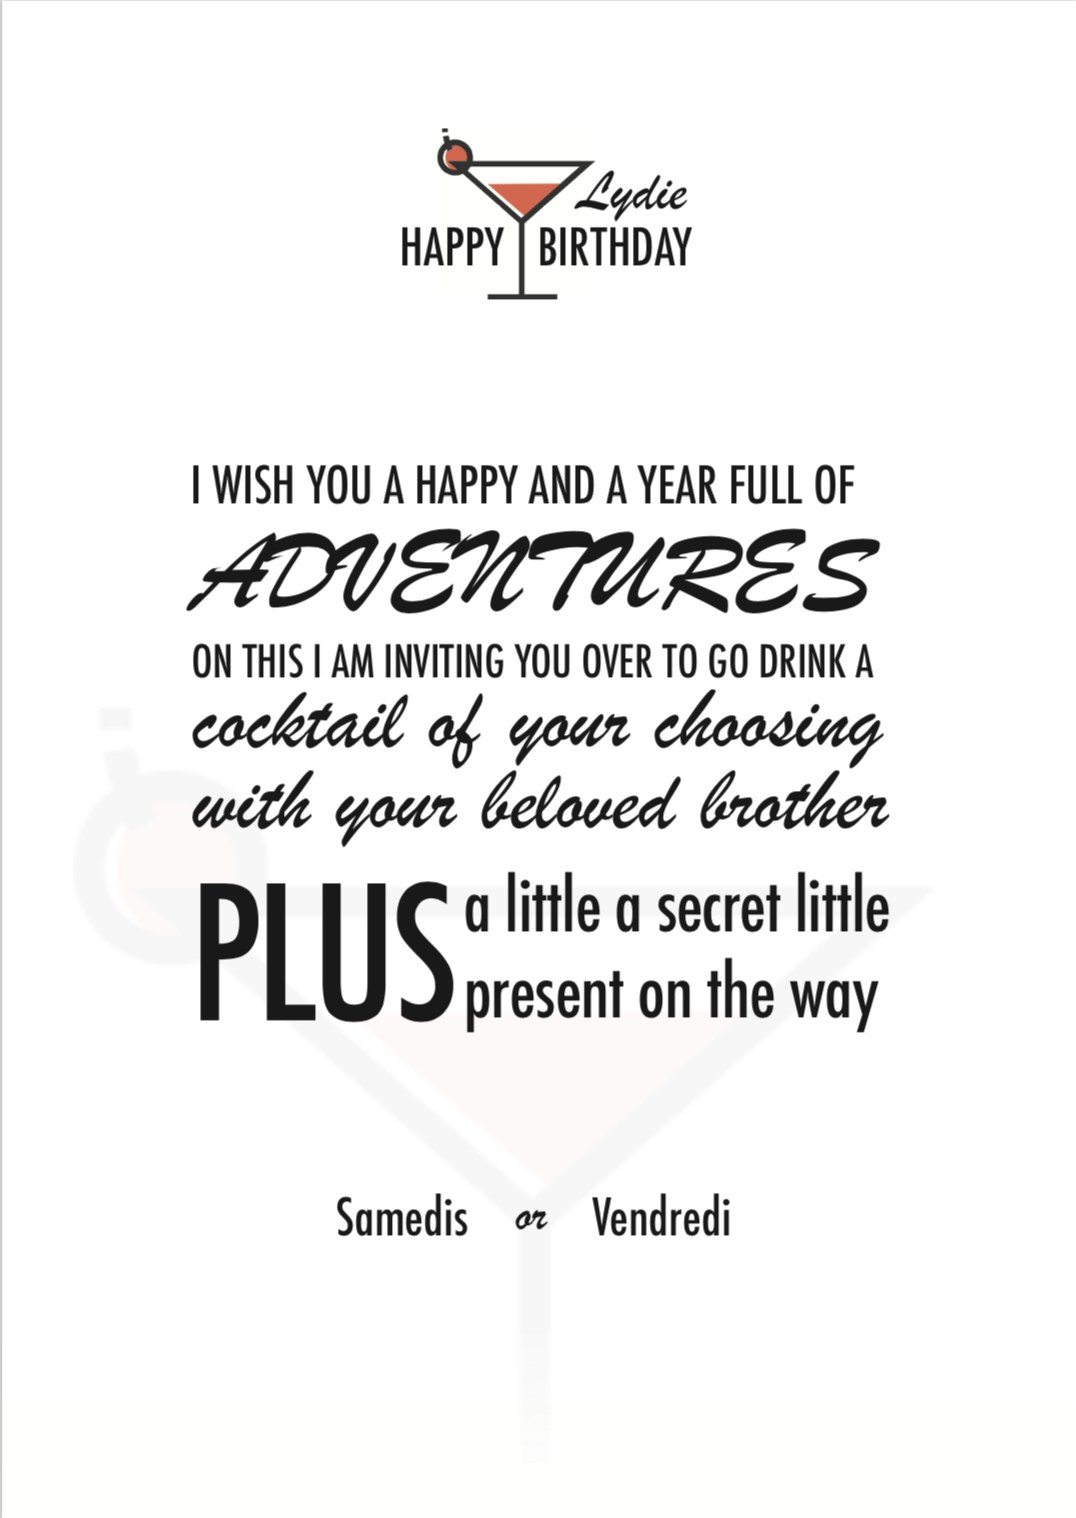 Lydie
HAPPY BIRTHDAY
I WISH YOU A HAPPY AND A YEAR FULL OF
ADVENTURES
ON THIS I AM INVITING YOU OVER TO GO DRINK A
cocktail of your choosing
with your beloved brother
PLUS a little a secret little
present on the way
Samedis or Vendredi